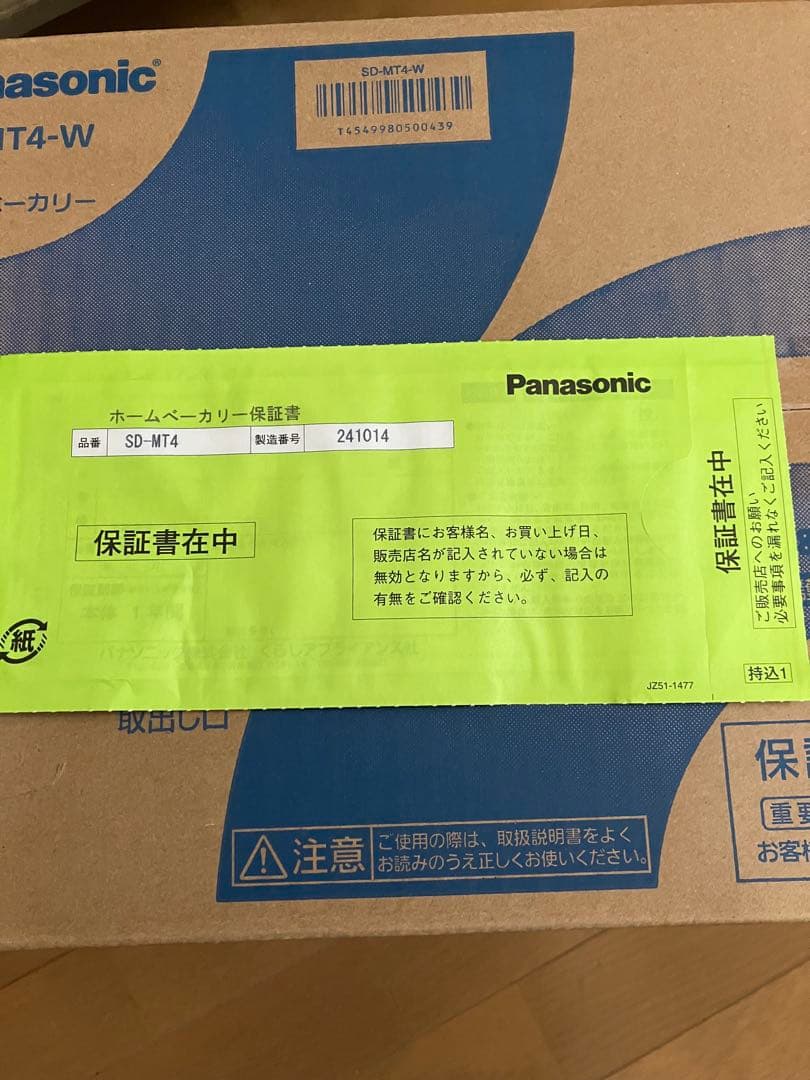 Panasonic
MT4-W
ベーカリー
SD-MT4-W
T4549980500439
Panasonic
ホームベーカリー保証書
品番 SD-MT4 製造番号 241014
保証書在中
保証書にお客様名、お買い上げ日、
販売店名が記入されていない場合は
無効となりますから、必ず、記入の
有無をご確認ください。
紙
JZ51-1477
保証書在中
ご販売店へのお願い
必要事項を漏れなくご記入ください
持込1
取出し口
注意
ご使用の際は、取扱説明書をよく
お読みのうえ正しくお使いください。
保
重要
お客様